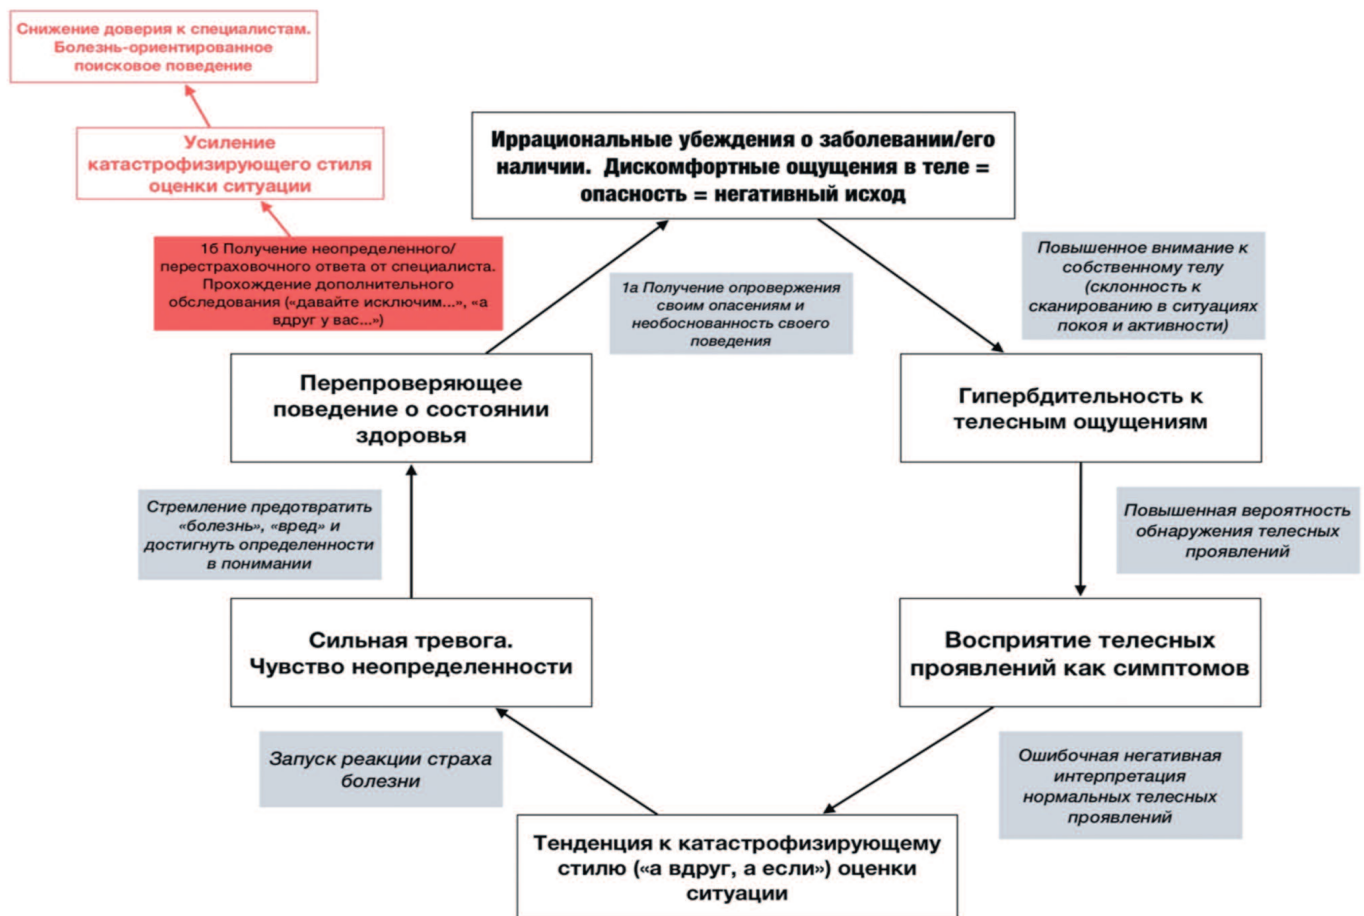 Снижение доверия к специалистам.
Болезнь-ориентированное
поисковое поведение
Усиление
катастрофизирующего стиля
оценки ситуации
1б Получение неопределенного/
перестраховочного ответа от специалиста.
Прохождение дополнительного
обследования («давайте исключим...», «а
вдруг у вас...»)
Иррациональные убеждения о заболевании/его
наличии. Дискомфортные ощущения в теле =
опасность = негативный исход
1а Получение опровержения
своим опасениям и
необоснованность своего
поведения
Повышенное внимание к
собственному телу
(склонность к
сканированию в ситуациях
покоя и активности)
Перепроверяющее
поведение о состоянии
здоровья
Гипербдительность к
телесным ощущениям
Стремление предотвратить
«болезнь», «вред» и
достигнуть определенности
в понимании
Повышенная вероятность
обнаружения телесных
проявлений
Сильная тревога.
Чувство неопределенности
Восприятие телесных
проявлений как симптомов
Запуск реакции страха
болезни
Ошибочная негативная
интерпретация
нормальных телесных
проявлений
Тенденция к катастрофизирующему
стилю («а вдруг, а если») оценки
ситуации